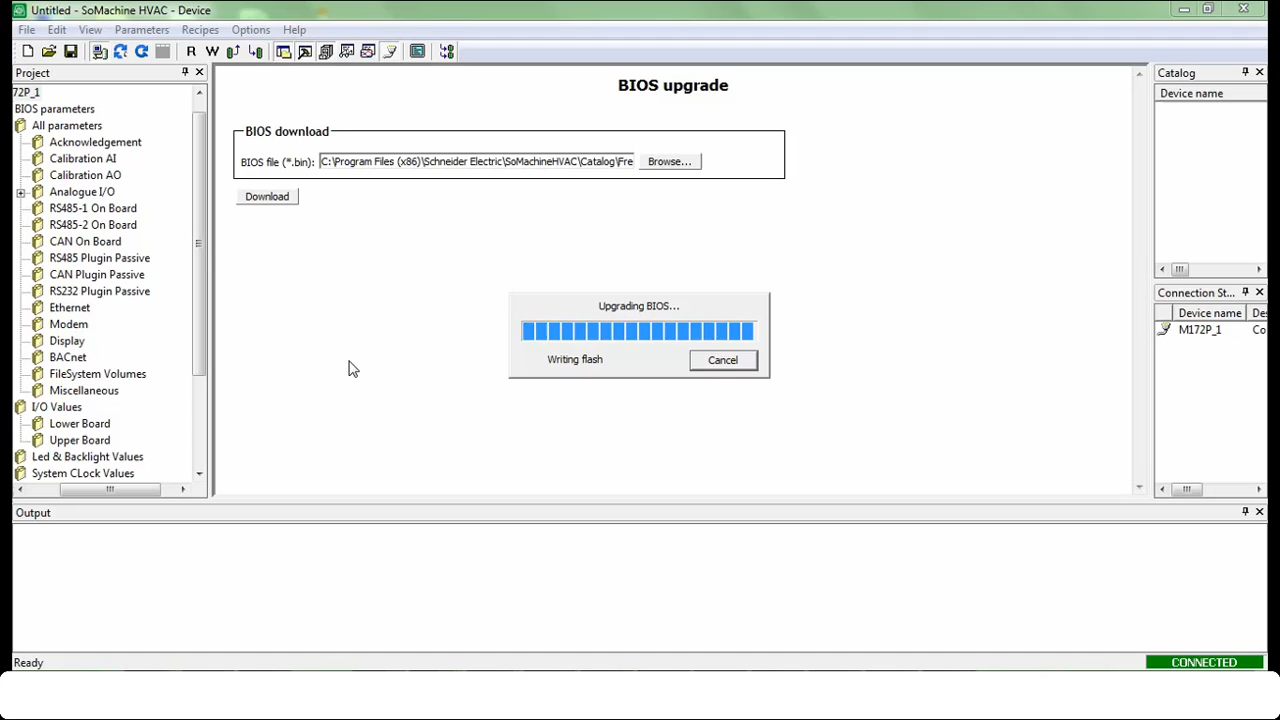 Untitled - SoMachine HVAC - Device
File Edit View Parameters Recipes Options Help
R W
Project
72P_1
BIOS parameters
All parameters
Acknowledgement
Calibration AI
Calibration AO
Analogue I/O
RS485-1 On Board
RS485-2 On Board
CAN On Board
RS485 Plugin Passive
CAN Plugin Passive
RS232 Plugin Passive
Ethernet
Modem
Display
BACnet
FileSystem Volumes
Miscellaneous
I/O Values
Lower Board
Upper Board
Led & Backlight Values
System CLock Values
BIOS upgrade
BIOS download
BIOS file (*.bin): C:\Program Files (x86)\Schneider Electric\SoMachineHVAC\Catalog\Fre Browse...
Download
Upgrading BIOS...
Writing flash Cancel
Catalog
Device name
Connection St...
Device name De
M172P_1 Co
Output
Ready CONNECTED